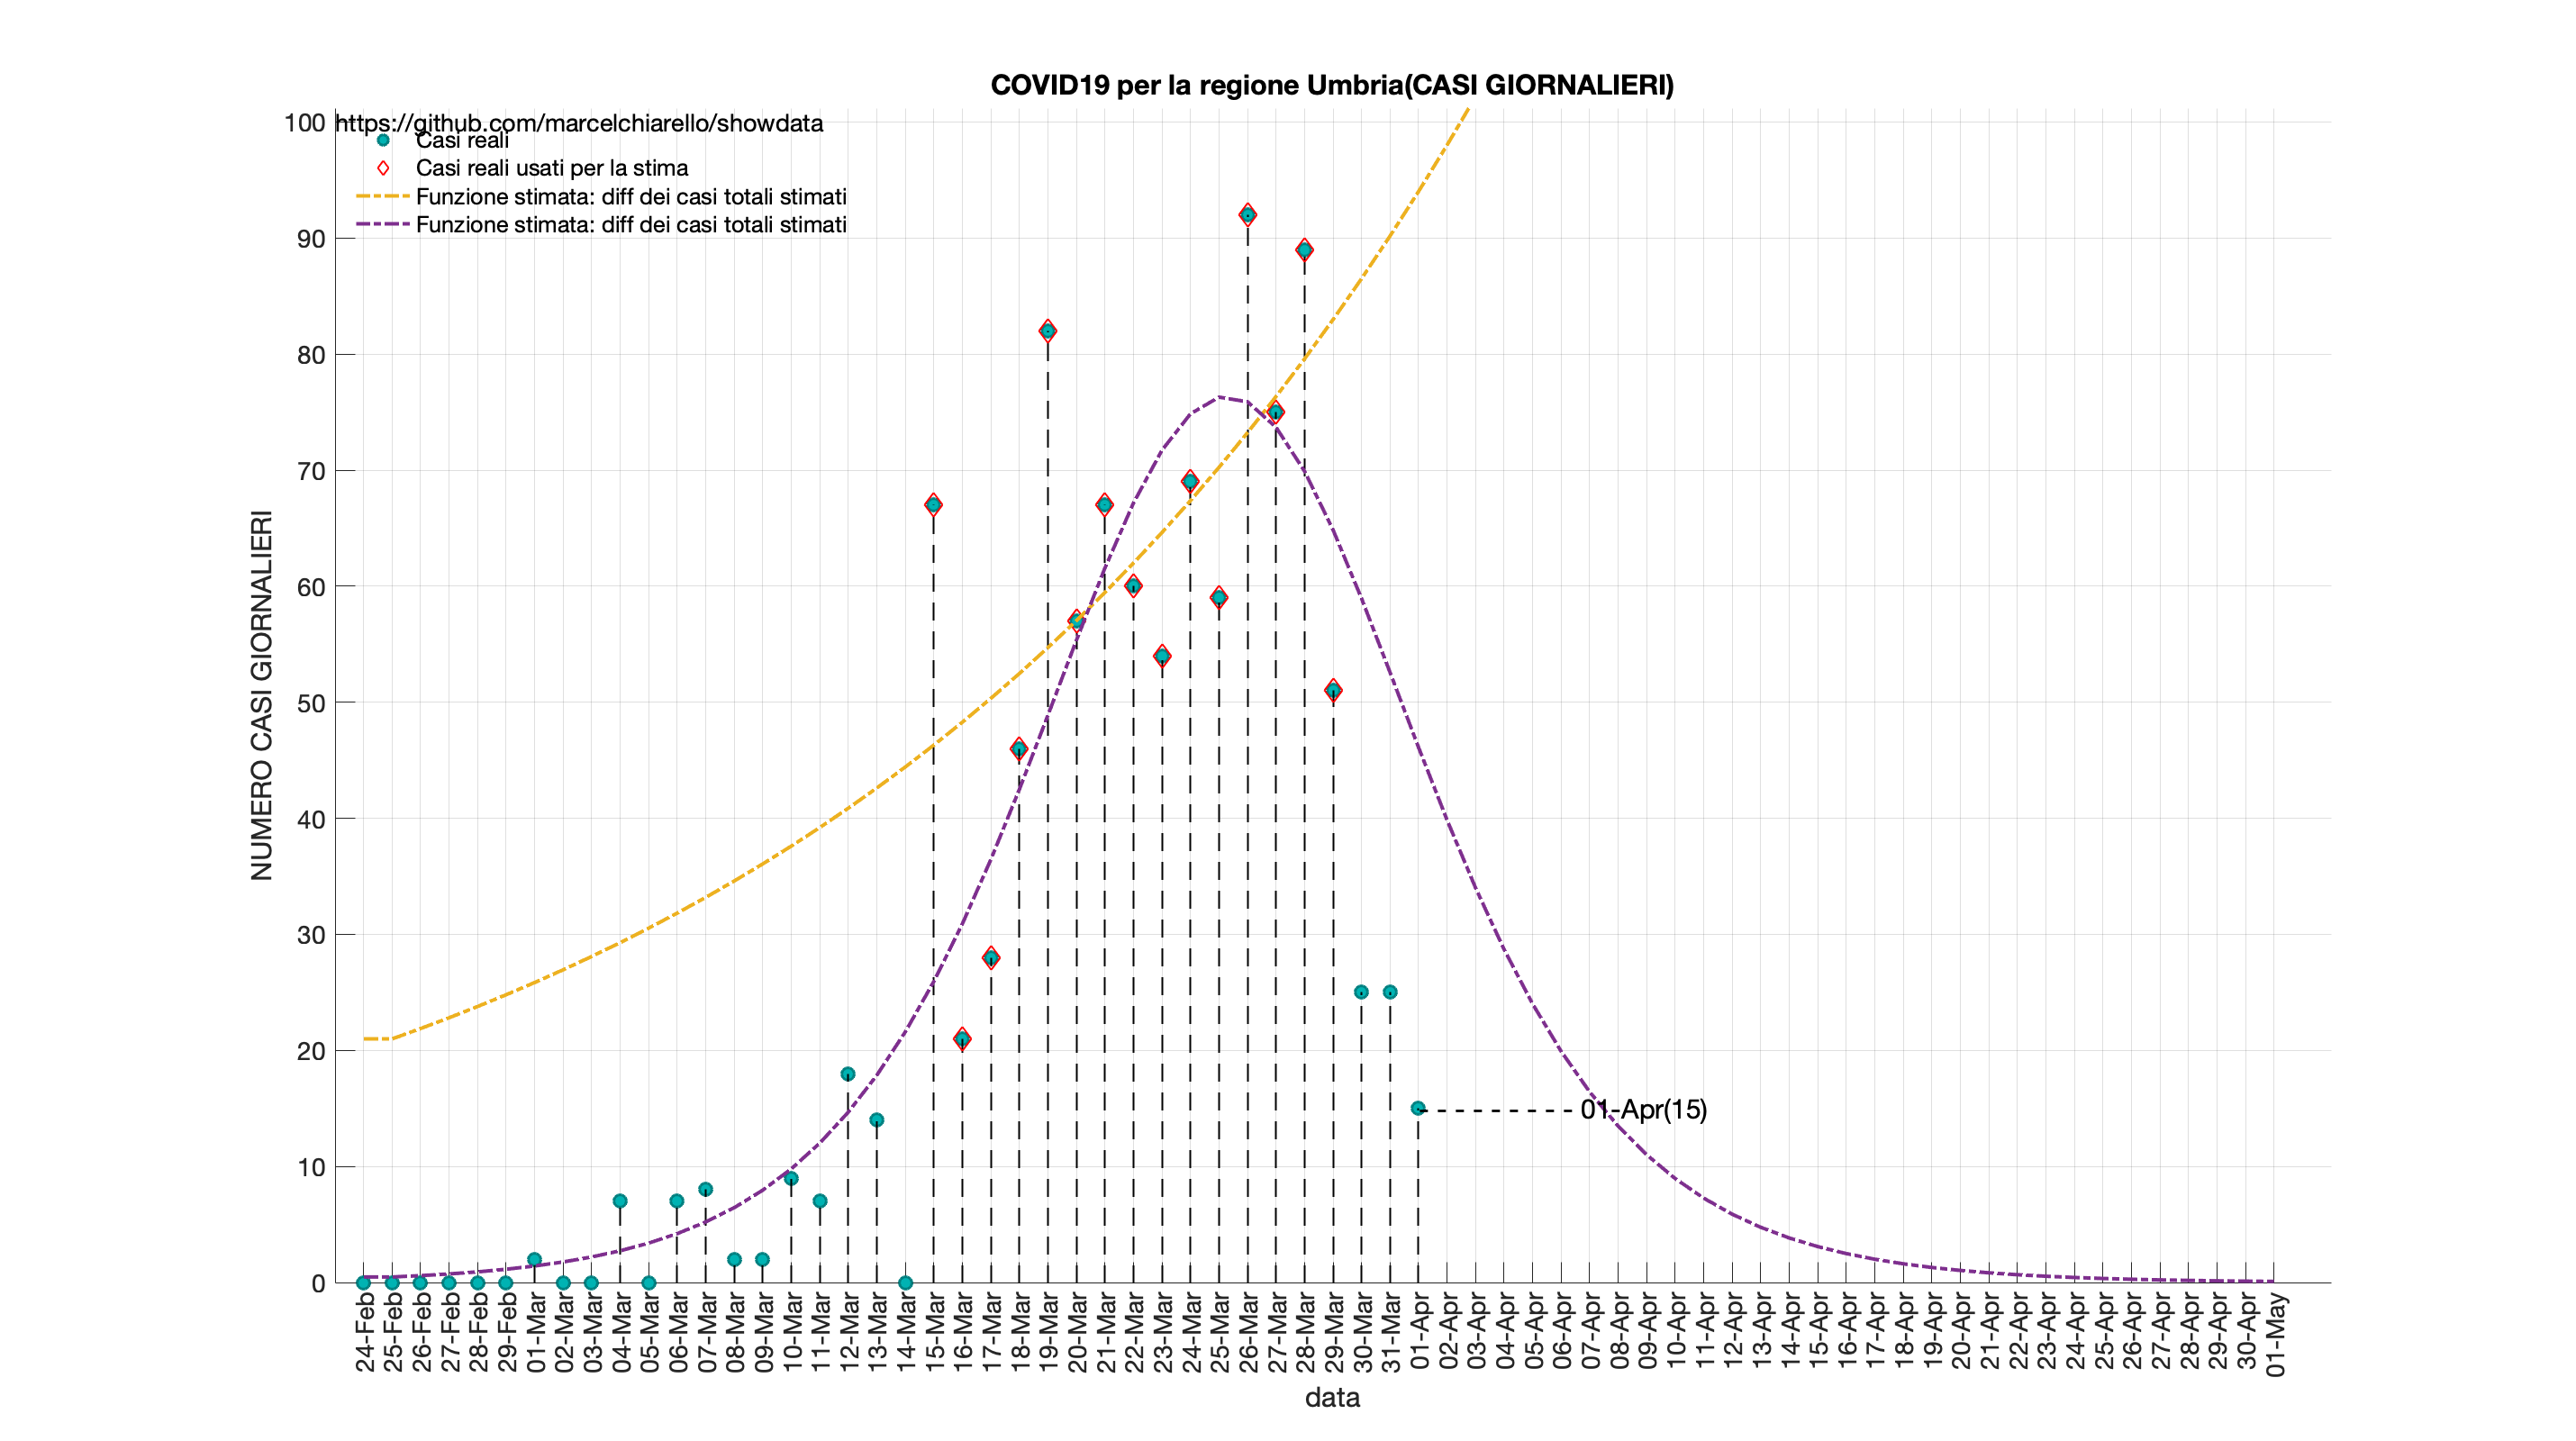 COVID19 per la regione Umbria(CASI GIORNALIERI)
https://github.com/marcelchiarello/showdata
Casi reali
Casi reali usati per la stima
Funzione stimata: diff dei casi totali stimati
Funzione stimata: diff dei casi totali stimati
NUMERO CASI GIORNALIERI
100
90
80
70
60
50
40
30
20
10
0
01-Apr(15)
24-Feb
25-Feb
26-Feb
27-Feb
28-Feb
29-Feb
01-Mar
02-Mar
03-Mar
04-Mar
05-Mar
06-Mar
07-Mar
08-Mar
09-Mar
10-Mar
11-Mar
12-Mar
13-Mar
14-Mar
15-Mar
16-Mar
17-Mar
18-Mar
19-Mar
20-Mar
21-Mar
22-Mar
23-Mar
24-Mar
25-Mar
26-Mar
27-Mar
28-Mar
29-Mar
30-Mar
31-Mar
01-Apr
02-Apr
03-Apr
04-Apr
05-Apr
06-Apr
07-Apr
08-Apr
09-Apr
10-Apr
11-Apr
12-Apr
13-Apr
14-Apr
15-Apr
16-Apr
17-Apr
18-Apr
19-Apr
20-Apr
21-Apr
22-Apr
23-Apr
24-Apr
25-Apr
26-Apr
27-Apr
28-Apr
29-Apr
30-Apr
01-May
data